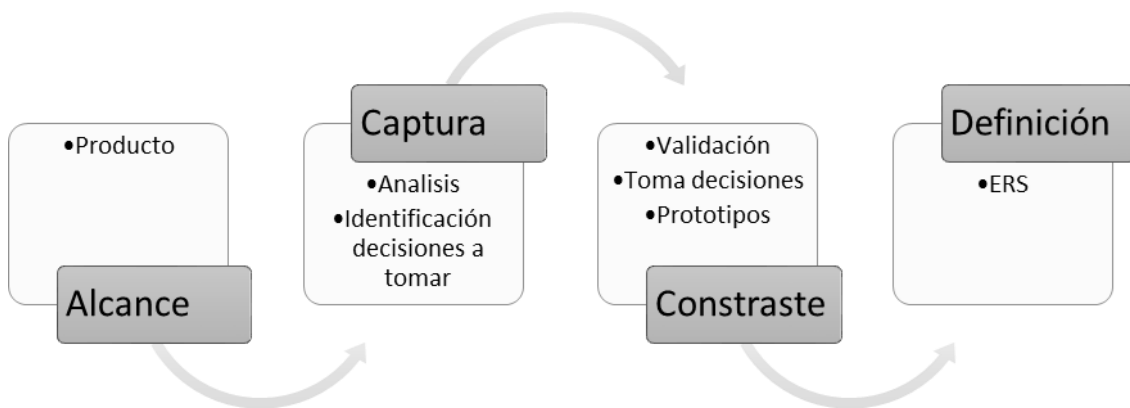 •Producto
Alcance
Captura
•Analisis
•Identificación
decisiones a
tomar
•Validación
•Toma decisiones
•Prototipos
Constraste
Definición
•ERS